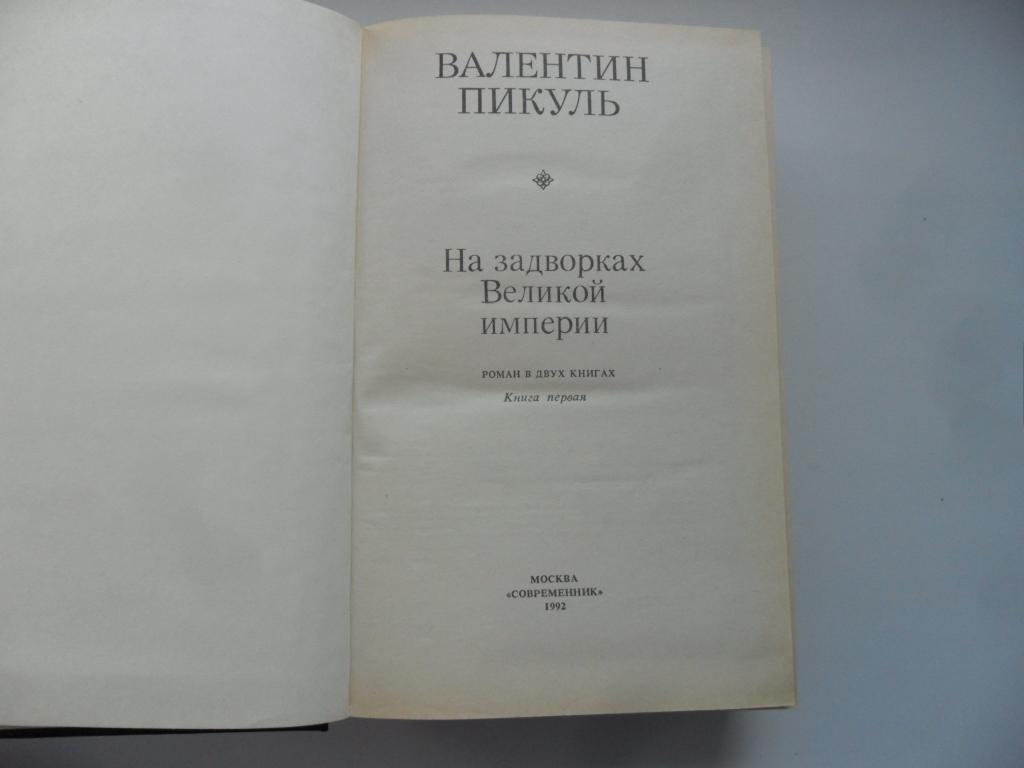 ВАЛЕНТИН
ПИКУЛЬ
На задворках
Великой
империи
РОМАН В ДВУХ КНИГАХ
Книга первая
МОСКВА
«СОВРЕМЕННИК»
1992